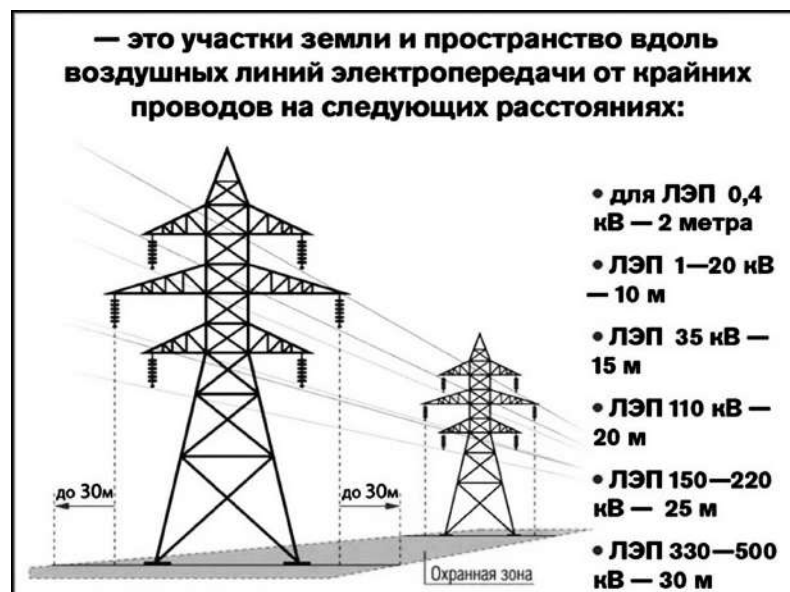 — это участки земли и пространство вдоль
воздушных линий электропередачи от крайних
проводов на следующих расстояниях:
• для ЛЭП 0,4
кВ — 2 метра
• ЛЭП 1—20 кВ
— 10 м
• ЛЭП 35 кВ —
15 м
• ЛЭП 110 кВ —
20 м
• ЛЭП 150—220
кВ — 25 м
• ЛЭП 330—500
кВ — 30 м
до 30м
до 30м
Охранная зона